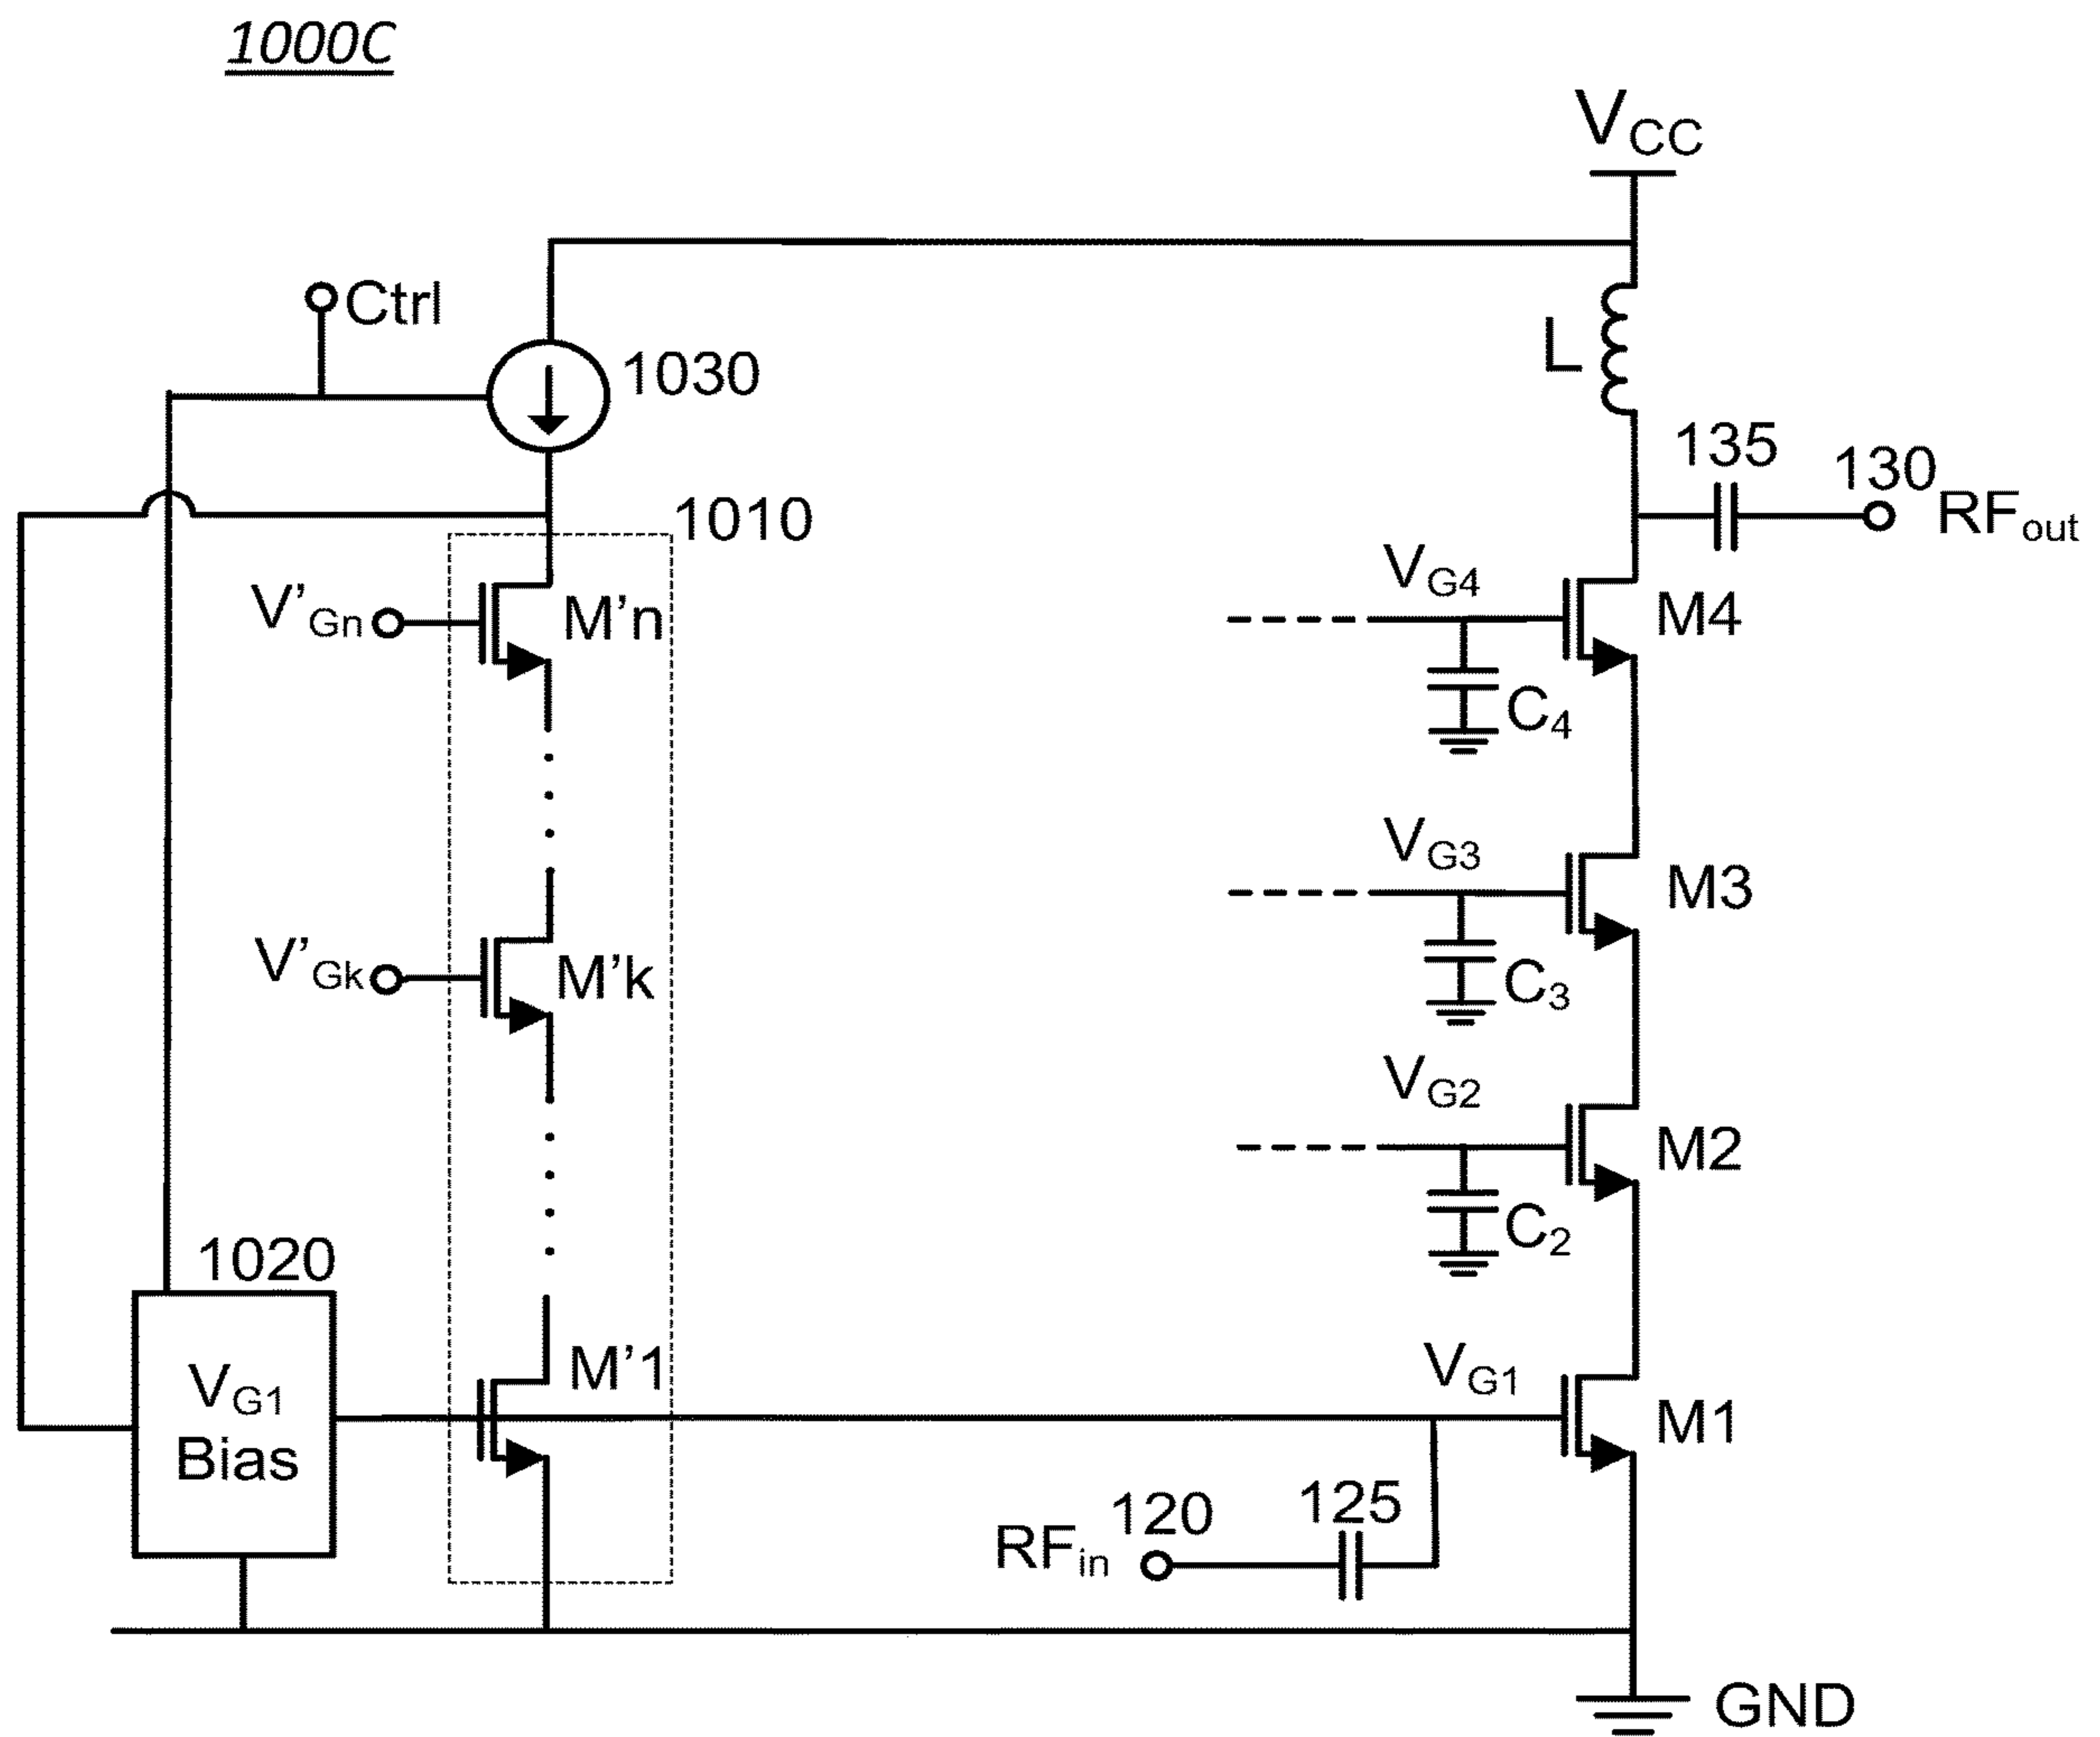 1000C
VCC
Ctrl
1030
L
135
130
RFout
1010
V'Gn
M'n
VG4
M4
C4
VG3
M3
V'Gk
M'k
C3
VG2
M2
C2
1020
VG1
Bias
M'1
VG1
M1
RFin
120
125
GND